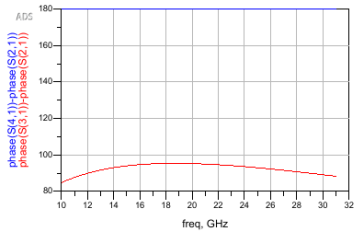 ADS
phase(S(4,1))-phase(S(2,1))
phase(S(3,1))-phase(S(2,1))
180
160
140
120
100
80
10 12 14 16 18 20 22 24 26 28 30 32
freq, GHz